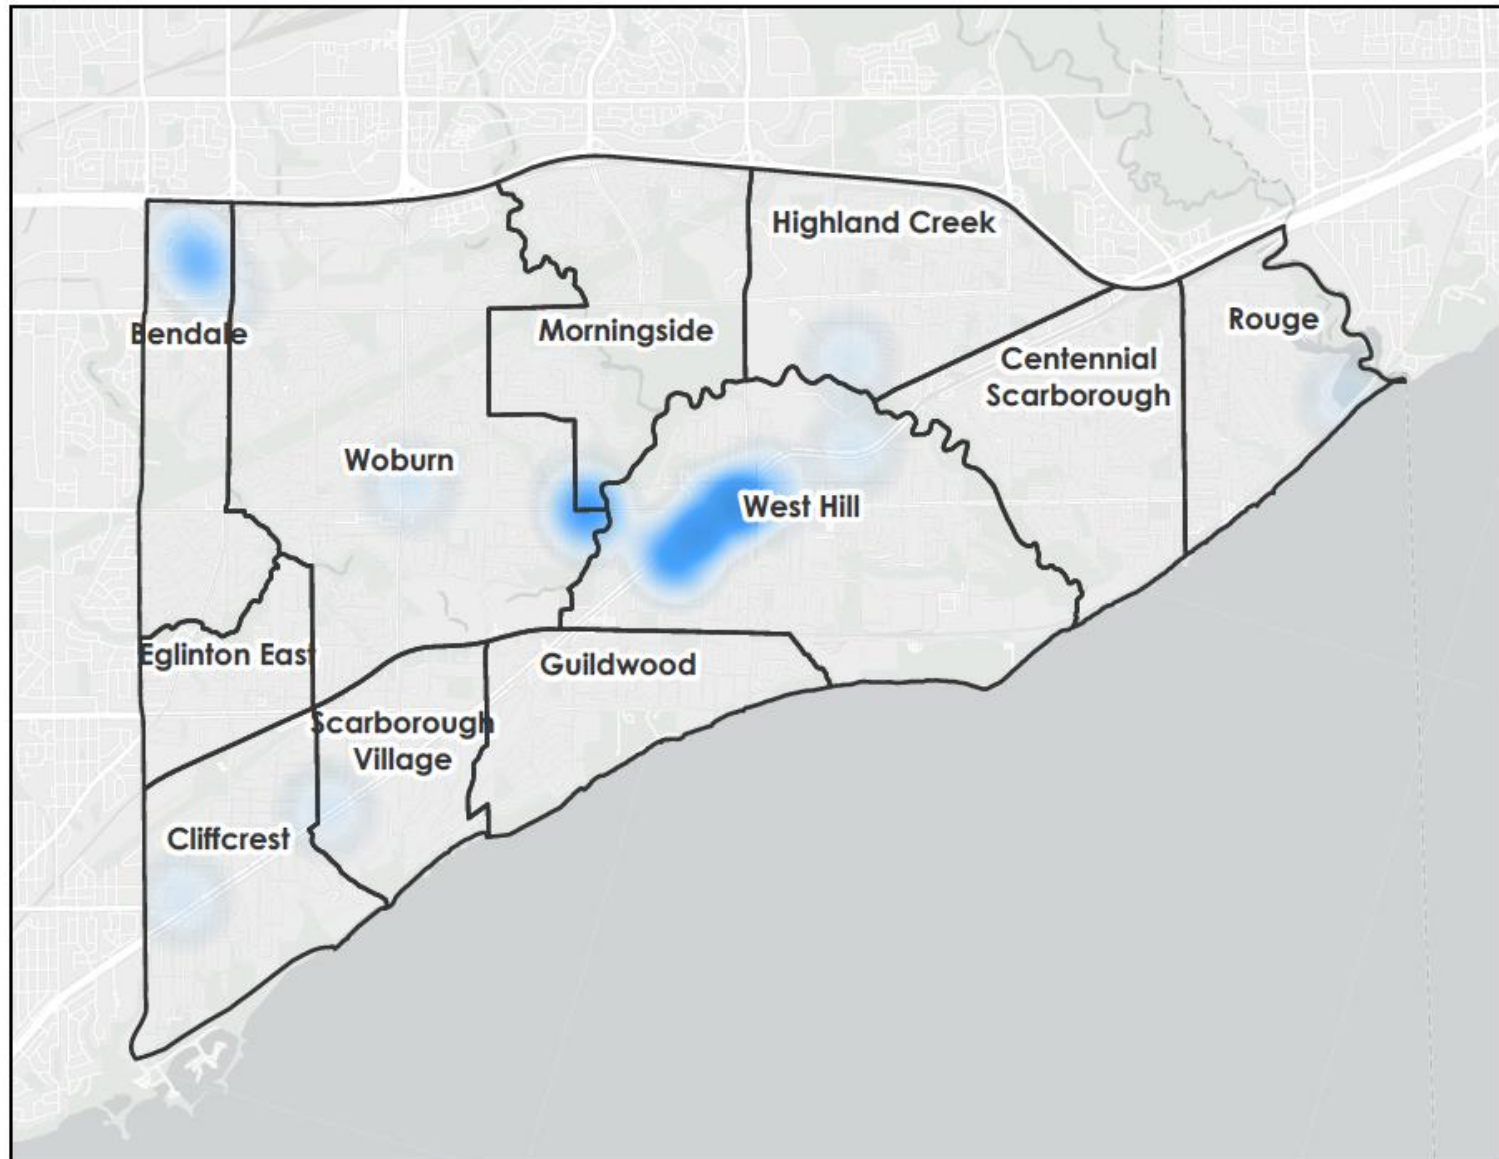 Highland Creek
Bendale
Morningside
Rouge
Centennial
Scarborough
Woburn
West Hill
Eglinton East
Guildwood
Scarborough
Village
Cliffcrest